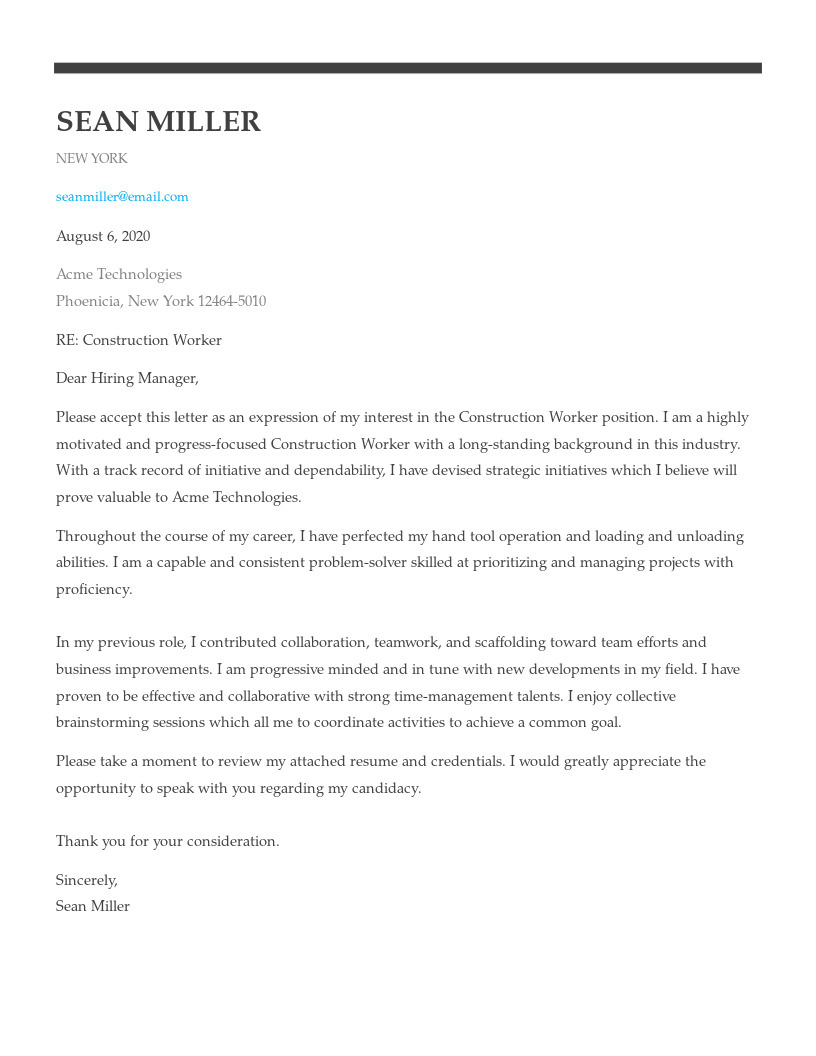 SEAN MILLER
NEW YORK
seanmiller@email.com
August 6, 2020
Acme Technologies
Phoenicia, New York 12464-5010
RE: Construction Worker
Dear Hiring Manager,
Please accept this letter as an expression of my interest in the Construction Worker position. I am a highly
motivated and progress-focused Construction Worker with a long-standing background in this industry.
With a track record of initiative and dependability, I have devised strategic initiatives which I believe will
prove valuable to Acme Technologies.
Throughout the course of my career, I have perfected my hand tool operation and loading and unloading
abilities. I am a capable and consistent problem-solver skilled at prioritizing and managing projects with
proficiency.
In my previous role, I contributed collaboration, teamwork, and scaffolding toward team efforts and
business improvements. I am progressive minded and in tune with new developments in my field. I have
proven to be effective and collaborative with strong time-management talents. I enjoy collective
brainstorming sessions which all me to coordinate activities to achieve a common goal.
Please take a moment to review my attached resume and credentials. I would greatly appreciate the
opportunity to speak with you regarding my candidacy.
Thank you for your consideration.
Sincerely,
Sean Miller